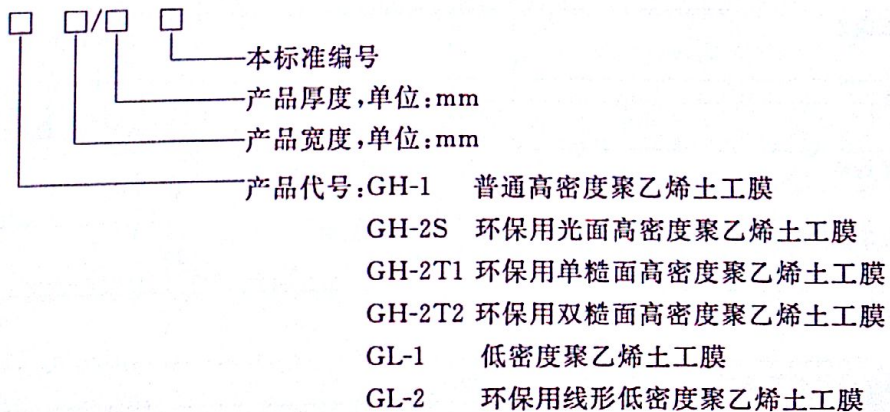 □ □/□ □
本标准编号
产品厚度,单位:mm
产品宽度,单位:mm
产品代号:GH-1 普通高密度聚乙烯土工膜
GH-2S 环保用光面高密度聚乙烯土工膜
GH-2T1 环保用单糙面高密度聚乙烯土工膜
GH-2T2 环保用双糙面高密度聚乙烯土工膜
GL-1 低密度聚乙烯土工膜
GL-2 环保用线形低密度聚乙烯土工膜